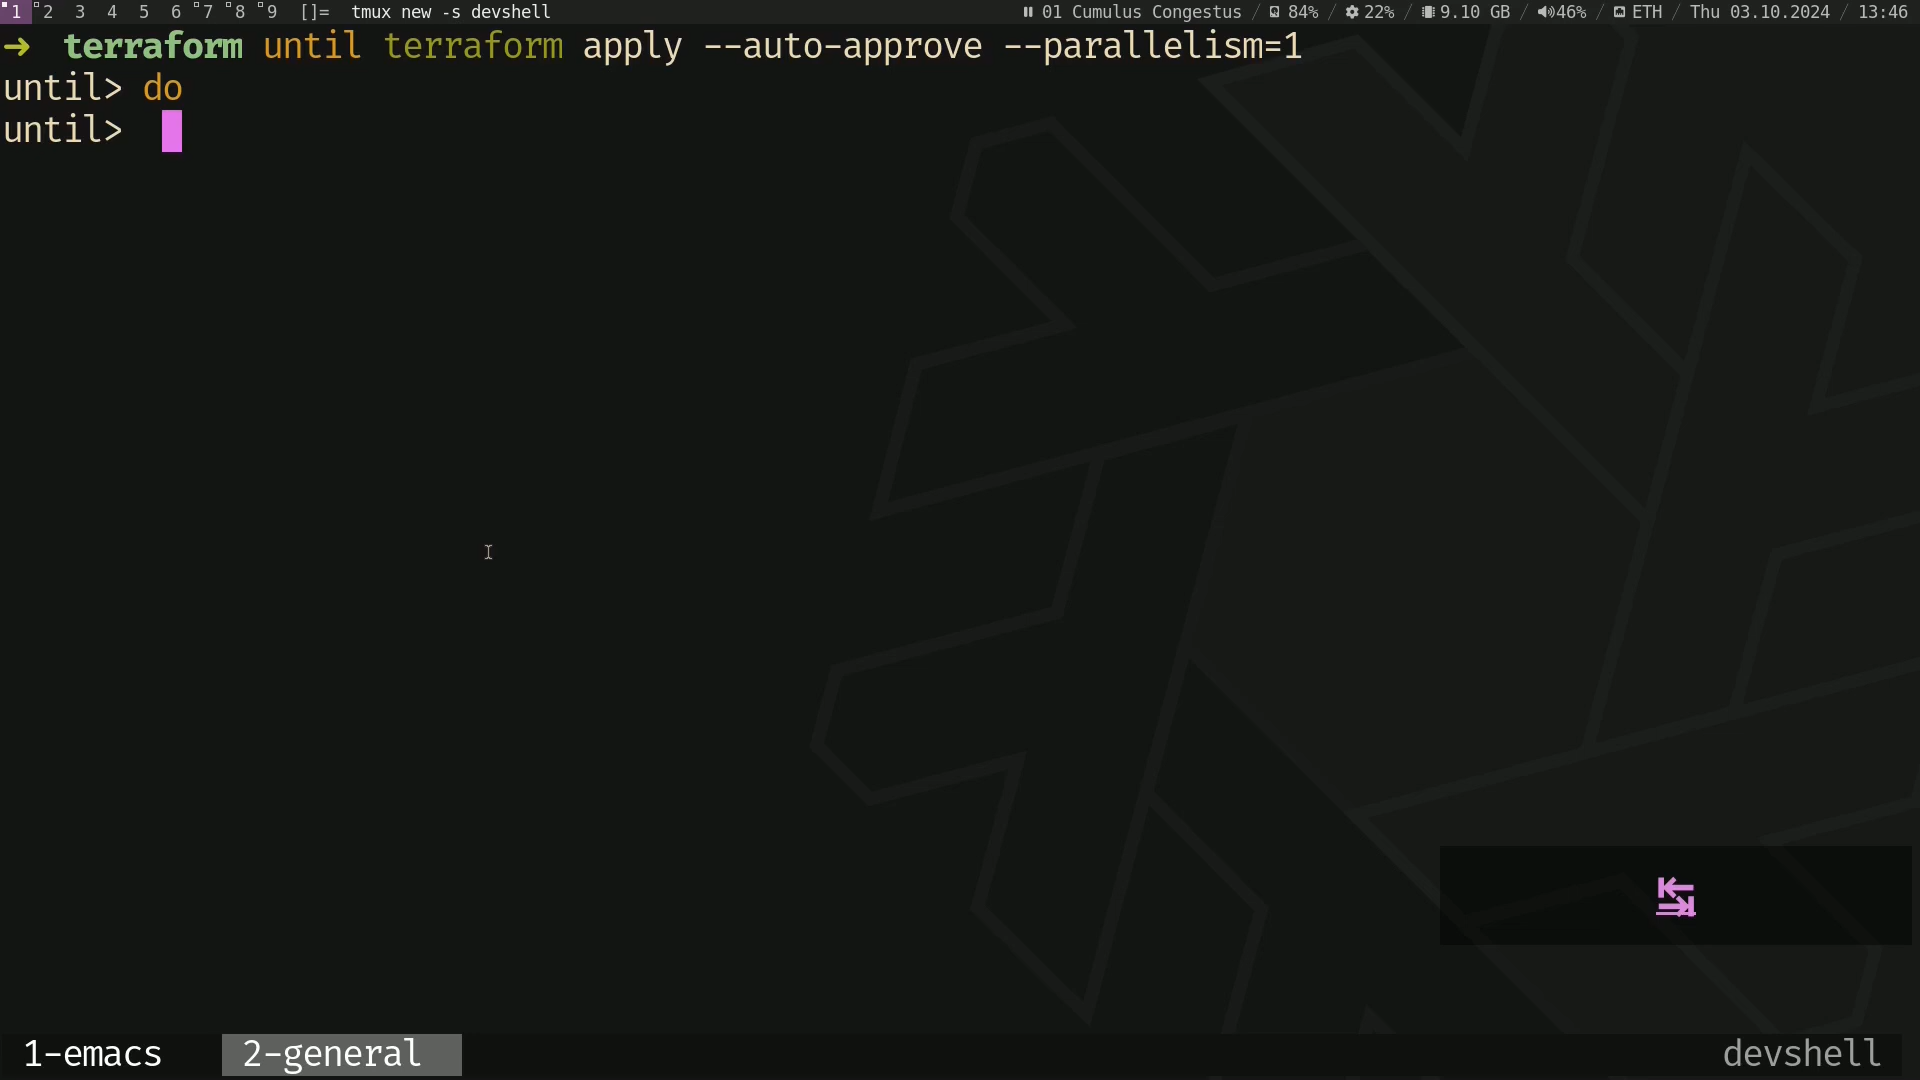 1 2 3 4 5 6 7 8 9 []= tmux new -s devshell 01 Cumulus Congestus / 84% / 22% / 9.10 GB / 46% / ETH / Thu 03.10.2024 / 13:46
➜ terraform until terraform apply --auto-approve --parallelism=1
until> do
until>
1-emacs 2-general devshell